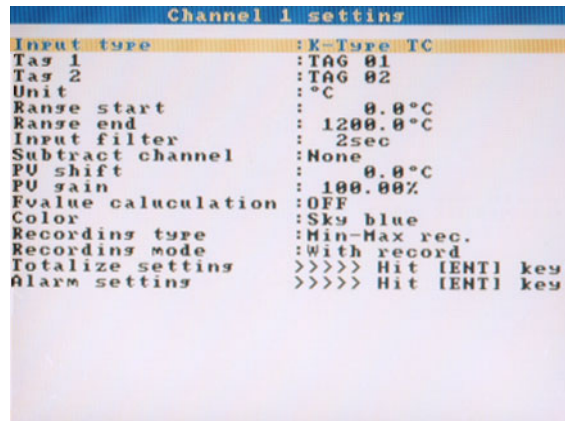 Channel 1 setting
Input type :K-Type TC
Tag 1 :TAG 01
Tag 2 :TAG 02
Unit :°C
Range start : 0.0°C
Range end : 1200.0°C
Input filter : 2sec
Subtract channel :None
PV shift : 0.0°C
PV gain : 100.00%
Fvalue caluculation :OFF
Color :Sky blue
Recording type :Min-Max rec.
Recording mode :With record
Totalize setting >>>>> Hit [ENT] key
Alarm setting >>>>> Hit [ENT] key